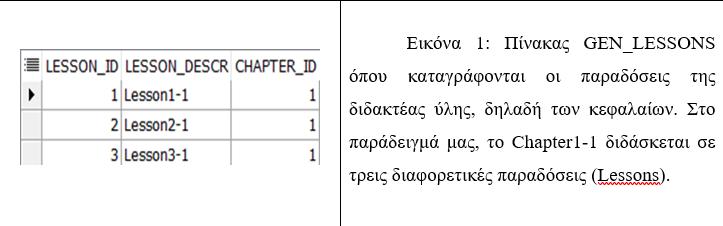 LESSON_ID LESSON_DESCR CHAPTER_ID
1 Lesson1-1 1
2 Lesson2-1 1
3 Lesson3-1 1
Εικόνα 1: Πίνακας GEN_LESSONS
όπου καταγράφονται οι παραδόσεις της
διδακτέας ύλης, δηλαδή των κεφαλαίων. Στο
παράδειγμά μας, το Chapter1-1 διδάσκεται σε
τρεις διαφορετικές παραδόσεις (Lessons).